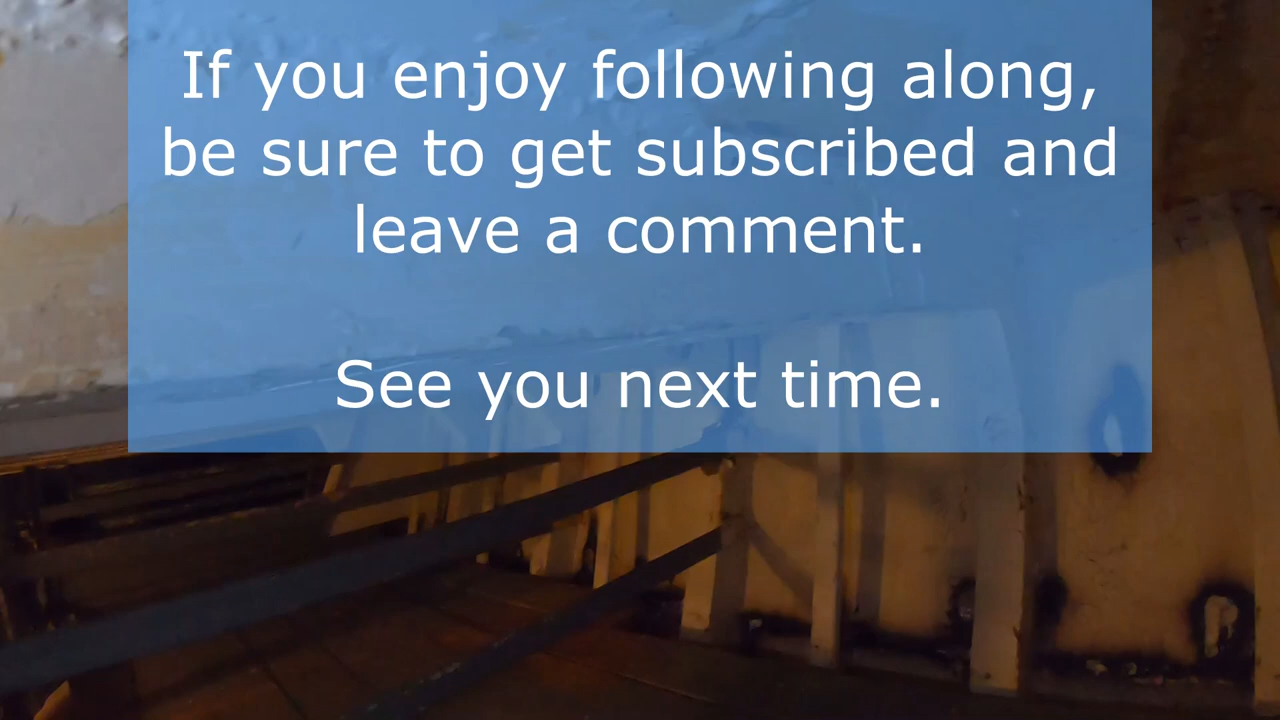 If you enjoy following along,
be sure to get subscribed and
leave a comment.
See you next time.